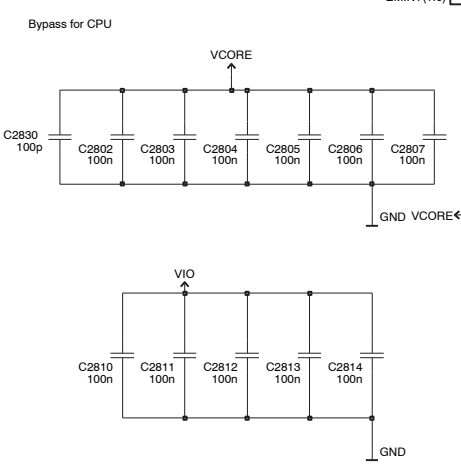 Bypass for CPU
VCORE
C2830
100p
C2802
100n
C2803
100n
C2804
100n
C2805
100n
C2806
100n
C2807
100n
GND VCORE
VIO
C2810
100n
C2811
100n
C2812
100n
C2813
100n
C2814
100n
GND